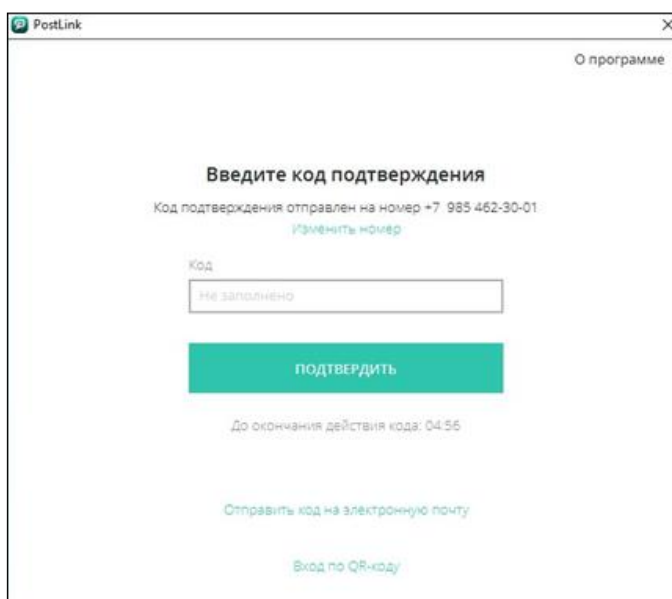 PostLink
О программе
Введите код подтверждения
Код подтверждения отправлен на номер +7 985 462-30-01
Изменить номер
Код
Не заполнено
ПОДТВЕРДИТЬ
До окончания действия кода: 04:56
Отправить код на электронную почту
Вход по QR-коду